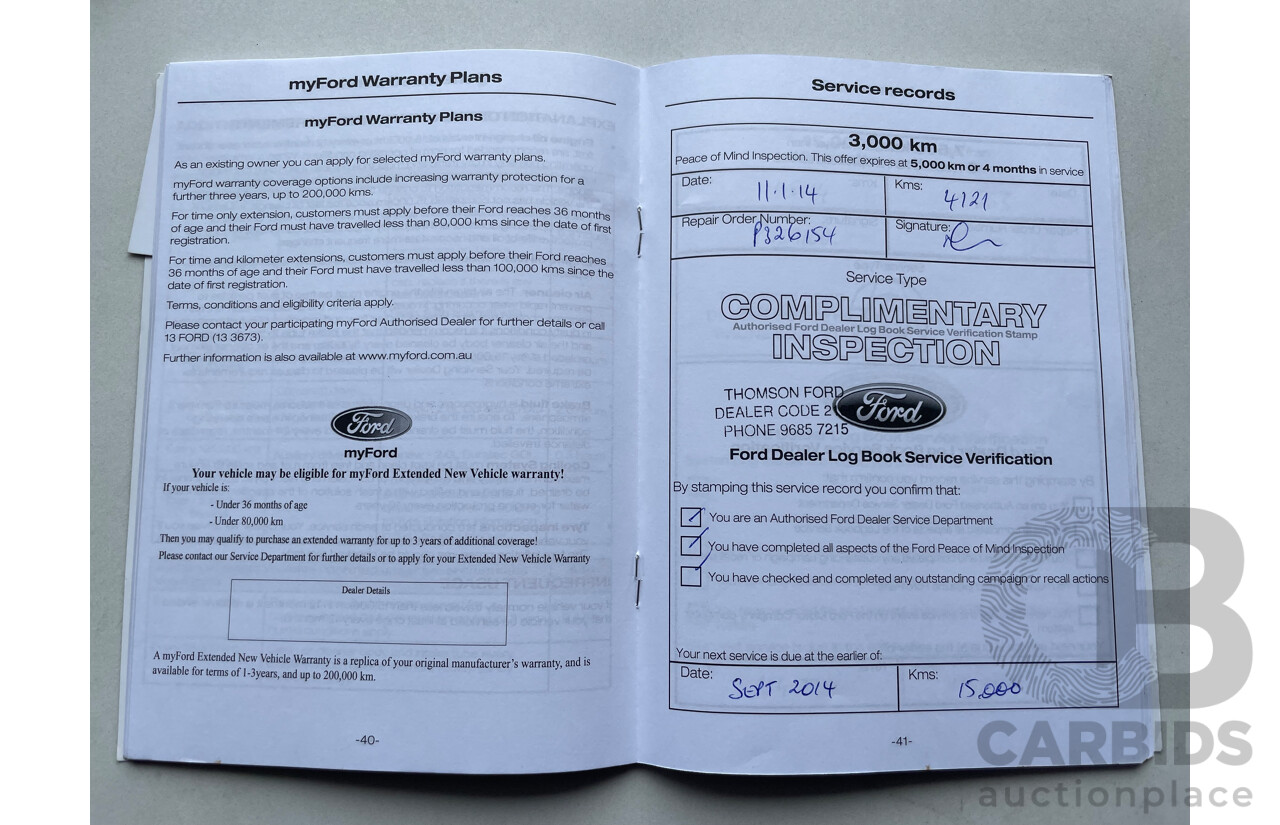 myFord Warranty Plans
myFord Warranty Plans
As an existing owner you can apply for selected myFord warranty plans.
myFord warranty coverage options include increasing warranty protection for a
further three years, up to 200,000 kms.
For time only extension, customers must apply before their Ford reaches 36 months
of age and their Ford must have travelled less than 80,000 kms since the date of first
registration.
For time and kilometer extensions, customers must apply before their Ford reaches
36 months of age and their Ford must have travelled less than 100,000 kms since the
date of first registration.
Terms, conditions and eligibility criteria apply.
Please contact your participating myFord Authorised Dealer for further details or call
13 FORD (13 3673).
Further information is also available at www.myford.com.au
Ford
myFord
Your vehicle may be eligible for myFord Extended New Vehicle warranty!
If your vehicle is:
- Under 36 months of age
- Under 80,000 km
Then you may qualify to purchase an extended warranty for up to 3 years of additional coverage!
Please contact our Service Department for further details or to apply for your Extended New Vehicle Warranty
Dealer Details
A myFord Extended New Vehicle Warranty is a replica of your original manufacturer's warranty, and is
available for terms of 1-3years, and up to 200,000 km.
-40-
Service records
3,000 km
Peace of Mind Inspection. This offer expires at 5,000 km or 4 months in service
Date: 11.1.14 Kms: 4121
Repair Order Number: P326154 Signature:
Service Type
COMPLIMENTARY
Authorised Ford Dealer Log Book Service Verification Stamp
INSPECTION
THOMSON FORD
DEALER CODE 2
PHONE 9685 7215
Ford
Ford Dealer Log Book Service Verification
By stamping this service record you confirm that:
You are an Authorised Ford Dealer Service Department
You have completed all aspects of the Ford Peace of Mind Inspection
You have checked and completed any outstanding campaign or recall actions
Your next service is due at the earlier of:
Date: SEPT 2014 Kms: 15,000
-41-
CB
CARBIDS
auctionplace